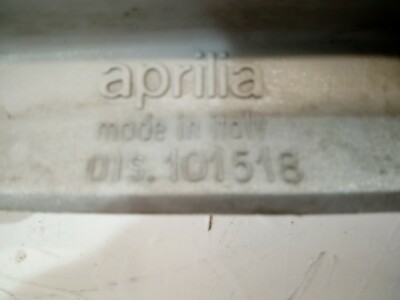 aprilia
made in italy
dis. 101518